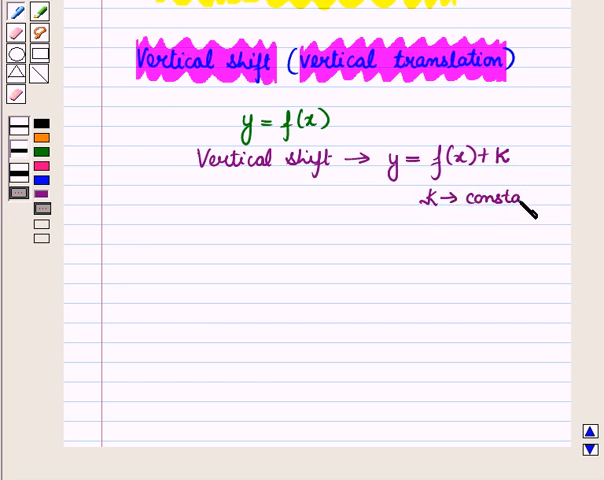 Vertical shift (vertical translation)
y = f(x)
Vertical shift → y = f(x) + K
K → consta